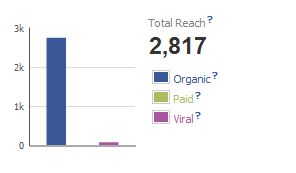 Total Reach?
2,817
3k
2k
1k
0
Organic?
Paid?
Viral?